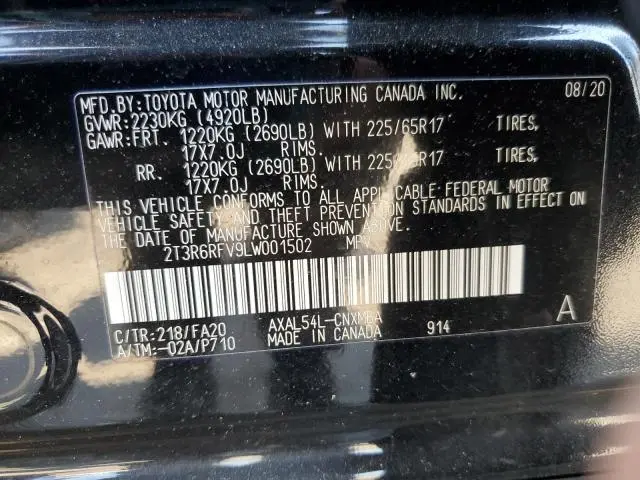 MFD. BY: TOYOTA MOTOR MANUFACTURING CANADA INC. 08/20
GVWR: 2230KG (4920LB)
GAWR: FRT. 1220KG (2690LB) WITH 225/65R17 TIRES,
17X7.0J RIMS.
RR. 1220KG (2690LB) WITH 225/65R17 TIRES,
17X7.0J RIMS.
THIS VEHICLE CONFORMS TO ALL APPLICABLE FEDERAL MOTOR
VEHICLE SAFETY AND THEFT PREVENTION STANDARDS IN EFFECT ON
THE DATE OF MANUFACTURE SHOWN ABOVE.
2T3R6RFV9LW001502 MPV
A
C/TR: 218/FA20 AXAL54L-CNXMBA 914
A/TM: -02A/P710 MADE IN CANADA